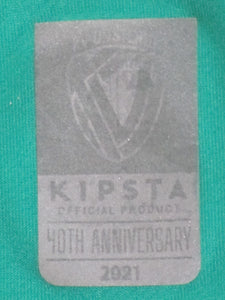 KIPSTA
OFFICIAL PRODUCT
40TH ANNIVERSARY
2021